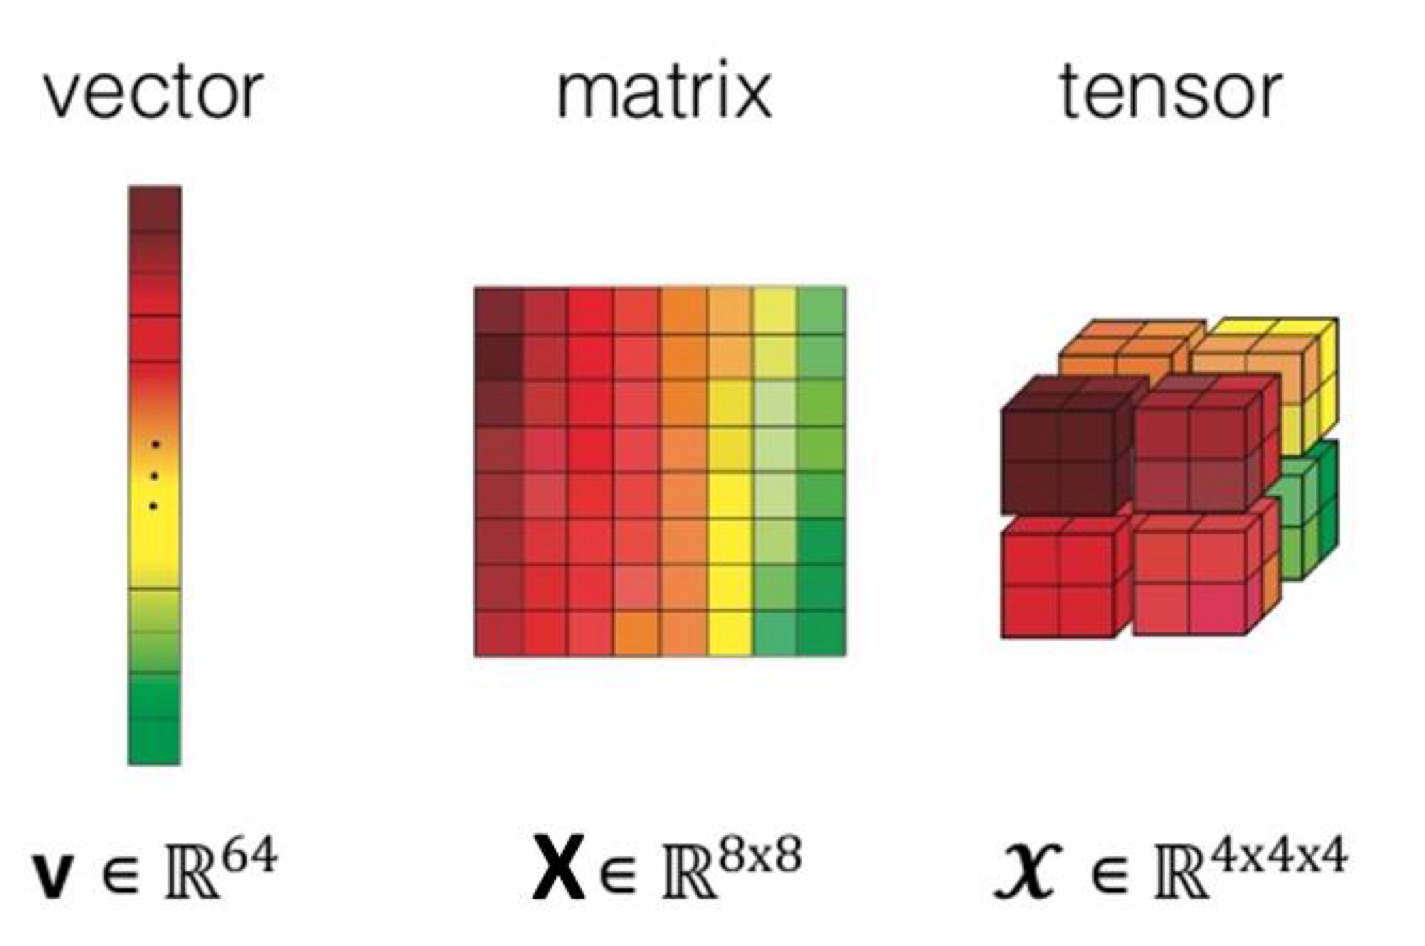 vector matrix tensor
v ∈ ℝ⁶⁴ X ∈ ℝ⁸ˣ⁸ 𝓧 ∈ ℝ⁴ˣ⁴ˣ⁴